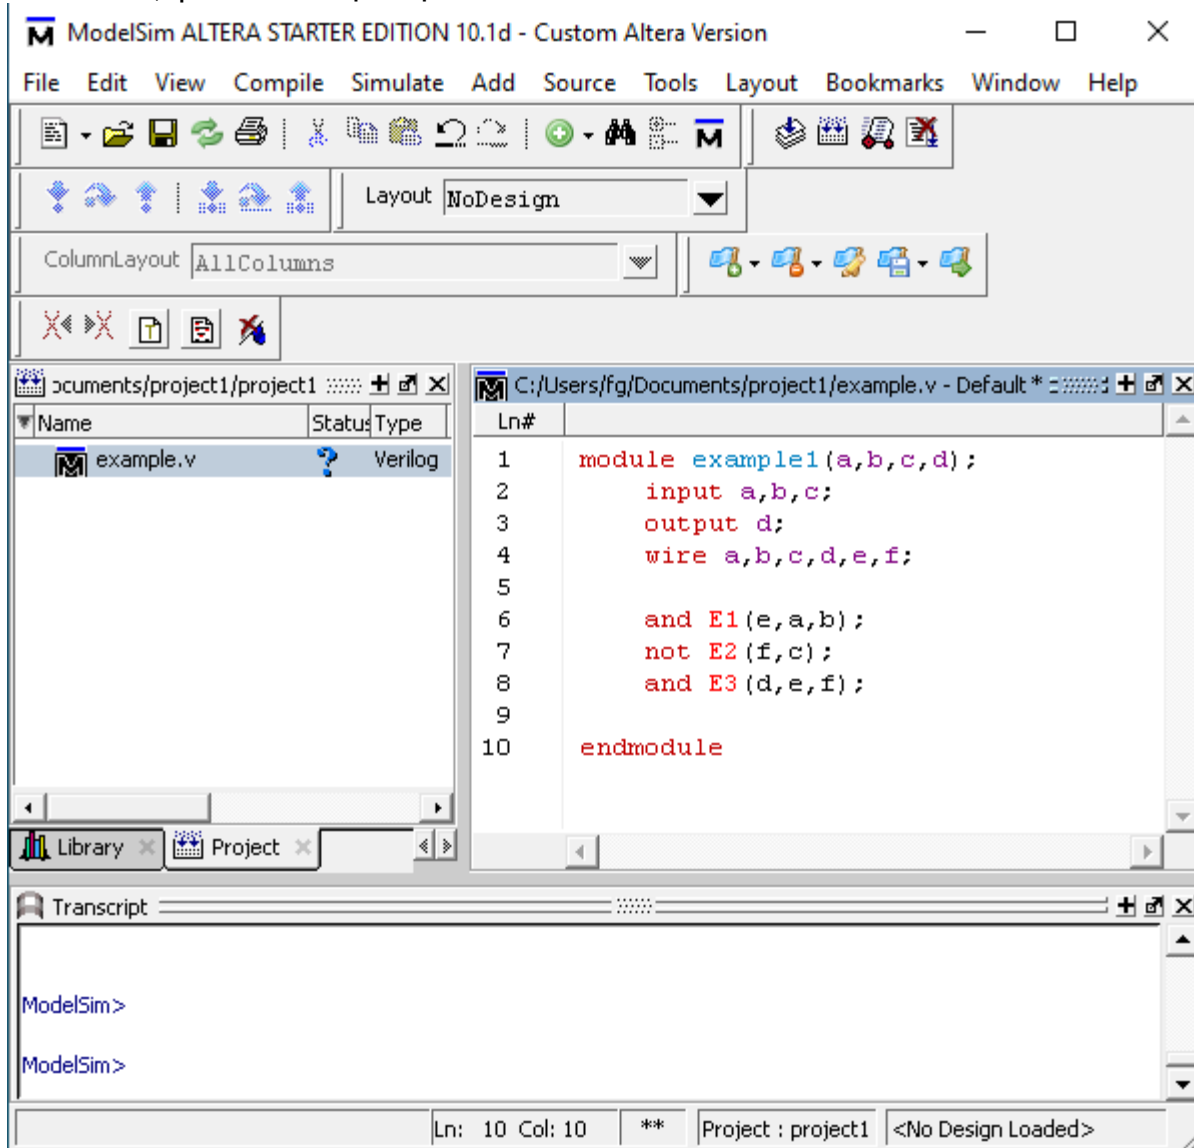 ModelSim ALTERA STARTER EDITION 10.1d - Custom Altera Version
File Edit View Compile Simulate Add Source Tools Layout Bookmarks Window Help
Layout NoDesign
ColumnLayout AllColumns
ocuments/project1/project1
C:/Users/fg/Documents/project1/example.v - Default *
Name Status Type
Ln#
example.v ? Verilog
1 module example1(a,b,c,d);
2 input a,b,c;
3 output d;
4 wire a,b,c,d,e,f;
5
6 and E1(e,a,b);
7 not E2(f,c);
8 and E3(d,e,f);
9
10 endmodule
Library Project
Transcript
ModelSim>
ModelSim>
Ln: 10 Col: 10 ** Project : project1 <No Design Loaded>